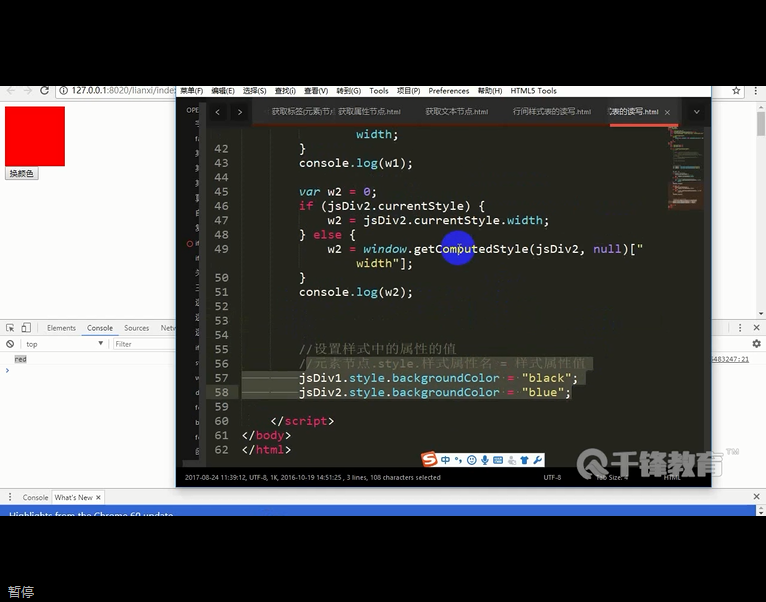 127.0.0.1:8020/lianxi/index
菜单(F) 编辑(E) 选择(S) 查找(I) 查看(V) 转到(G) Tools 项目(P) Preferences 帮助(H) HTML5 Tools
OPE
获取标签(元素)节 获取属性节点.html 获取文本节点.html 行间样式表的读写.html 表的读写.html ×
换颜色
width;
42 }
43 console.log(w1);
44
45 var w2 = 0;
46 if (jsDiv2.currentStyle) {
47 w2 = jsDiv2.currentStyle.width;
48 } else {
49 w2 = window.getComputedStyle(jsDiv2, null)["
width"];
50 }
51 console.log(w2);
52
53
54
55 //设置样式中的属性的值
56 //元素节点.style.样式属性名 = 样式属性值
57 jsDiv1.style.backgroundColor = "black";
58 jsDiv2.style.backgroundColor = "blue";
59
60 </script>
61 </body>
62 </html>
Elements Console Sources Netw
top ▼ Filter
red
5483247:21
中
千锋教育™
2017-08-24 11:39:12, UTF-8, 1K, 2016-10-19 14:51:25 , 3 lines, 108 characters selected UTF-8 Tab Size: 4 HTML
Console What's New ×
Highlights from the Chrome 60 update
暂停